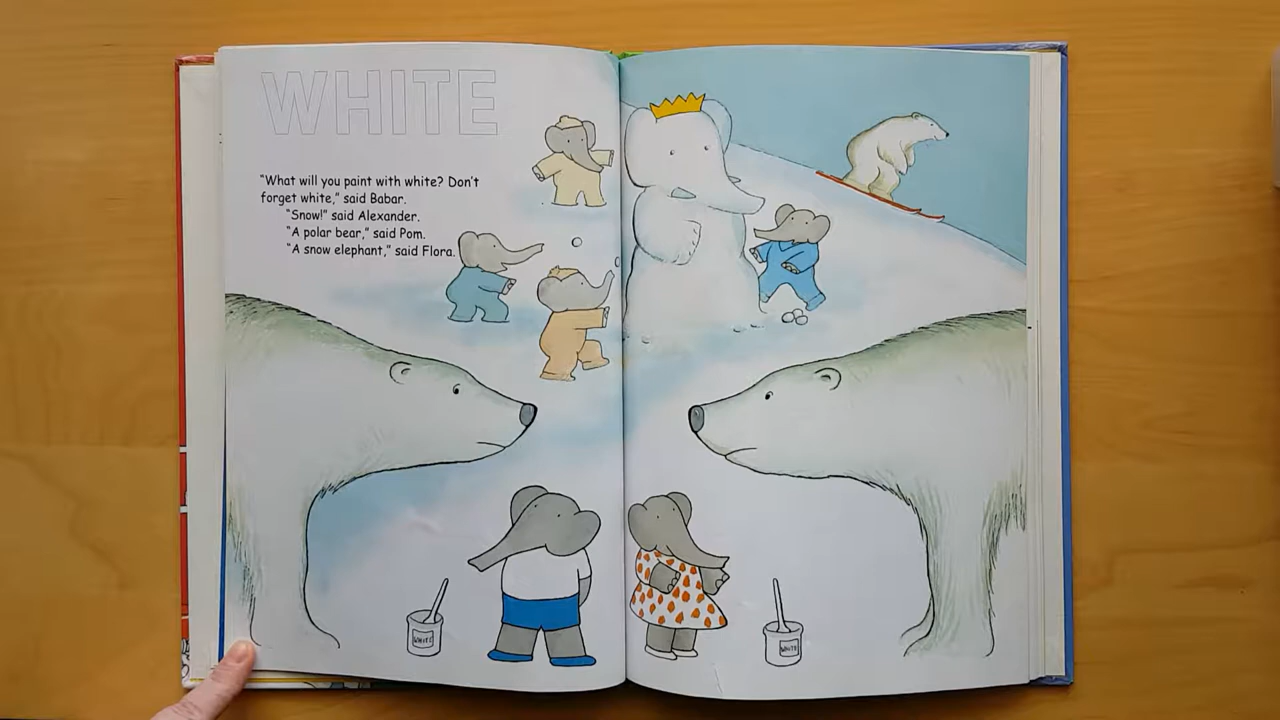 WHITE
“What will you paint with white? Don’t
forget white,” said Babar.
“Snow!” said Alexander.
“A polar bear,” said Pom.
“A snow elephant,” said Flora.
WHITE
WHITE